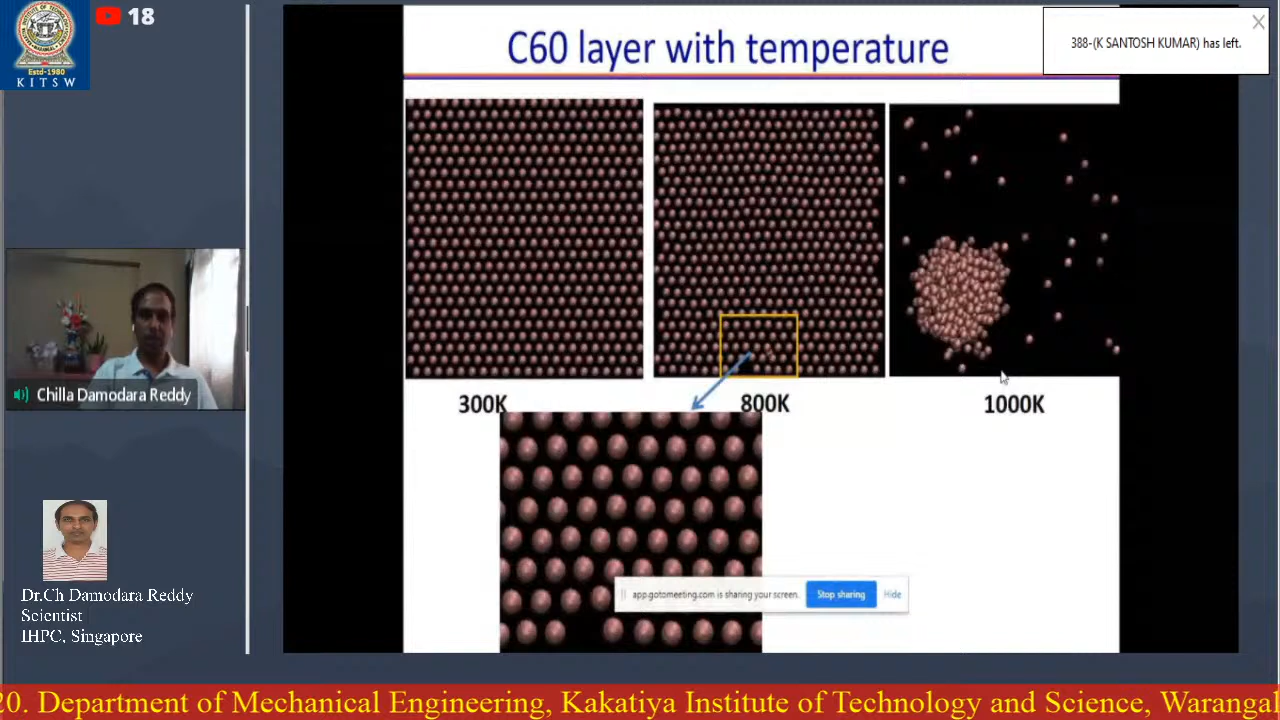 18
Estd-1980
KITSW
C60 layer with temperature
388-(K SANTOSH KUMAR) has left.
Chilla Damodara Reddy
300K
800K
1000K
app.gotomeeting.com is sharing your screen.
Stop sharing
Hide
Dr.Ch Damodara Reddy
Scientist
IHPC, Singapore
20. Department of Mechanical Engineering, Kakatiya Institute of Technology and Science, Warangal